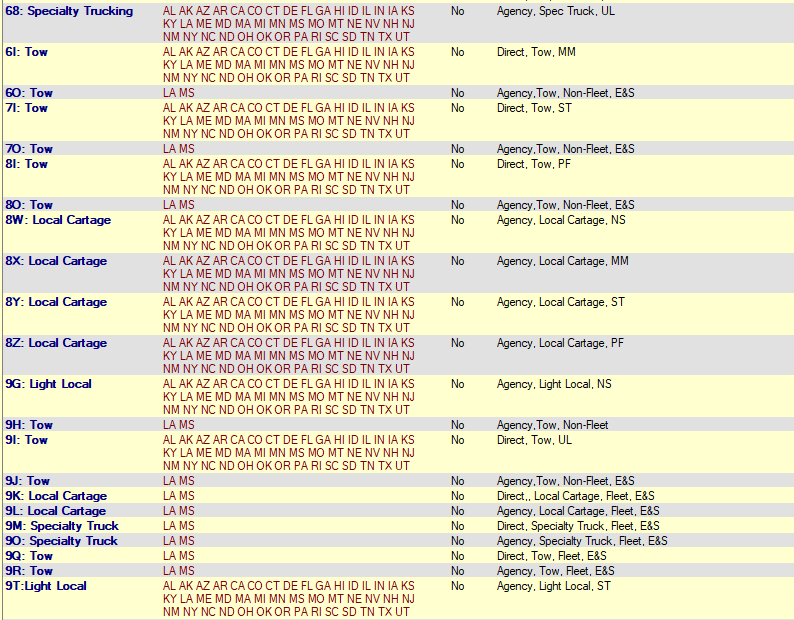 68: Specialty Trucking AL AK AZ AR CA CO CT DE FL GA HI ID IL IN IA KS No Agency, Spec Truck, UL
KY LA ME MD MA MI MN MS MO MT NE NV NH NJ
NM NY NC ND OH OK OR PA RI SC SD TN TX UT
6I: Tow AL AK AZ AR CA CO CT DE FL GA HI ID IL IN IA KS No Direct, Tow, MM
KY LA ME MD MA MI MN MS MO MT NE NV NH NJ
NM NY NC ND OH OK OR PA RI SC SD TN TX UT
6O: Tow LA MS No Agency,Tow, Non-Fleet, E&S
7I: Tow AL AK AZ AR CA CO CT DE FL GA HI ID IL IN IA KS No Direct, Tow, ST
KY LA ME MD MA MI MN MS MO MT NE NV NH NJ
NM NY NC ND OH OK OR PA RI SC SD TN TX UT
7O: Tow LA MS No Agency,Tow, Non-Fleet, E&S
8I: Tow AL AK AZ AR CA CO CT DE FL GA HI ID IL IN IA KS No Direct, Tow, PF
KY LA ME MD MA MI MN MS MO MT NE NV NH NJ
NM NY NC ND OH OK OR PA RI SC SD TN TX UT
8O: Tow LA MS No Agency,Tow, Non-Fleet, E&S
8W: Local Cartage AL AK AZ AR CA CO CT DE FL GA HI ID IL IN IA KS No Agency, Local Cartage, NS
KY LA ME MD MA MI MN MS MO MT NE NV NH NJ
NM NY NC ND OH OK OR PA RI SC SD TN TX UT
8X: Local Cartage AL AK AZ AR CA CO CT DE FL GA HI ID IL IN IA KS No Agency, Local Cartage, MM
KY LA ME MD MA MI MN MS MO MT NE NV NH NJ
NM NY NC ND OH OK OR PA RI SC SD TN TX UT
8Y: Local Cartage AL AK AZ AR CA CO CT DE FL GA HI ID IL IN IA KS No Agency, Local Cartage, ST
KY LA ME MD MA MI MN MS MO MT NE NV NH NJ
NM NY NC ND OH OK OR PA RI SC SD TN TX UT
8Z: Local Cartage AL AK AZ AR CA CO CT DE FL GA HI ID IL IN IA KS No Agency, Local Cartage, PF
KY LA ME MD MA MI MN MS MO MT NE NV NH NJ
NM NY NC ND OH OK OR PA RI SC SD TN TX UT
9G: Light Local AL AK AZ AR CA CO CT DE FL GA HI ID IL IN IA KS No Agency, Light Local, NS
KY LA ME MD MA MI MN MS MO MT NE NV NH NJ
NM NY NC ND OH OK OR PA RI SC SD TN TX UT
9H: Tow LA MS No Agency,Tow, Non-Fleet
9I: Tow AL AK AZ AR CA CO CT DE FL GA HI ID IL IN IA KS No Direct, Tow, UL
KY LA ME MD MA MI MN MS MO MT NE NV NH NJ
NM NY NC ND OH OK OR PA RI SC SD TN TX UT
9J: Tow LA MS No Agency,Tow, Non-Fleet, E&S
9K: Local Cartage LA MS No Direct,, Local Cartage, Fleet, E&S
9L: Local Cartage LA MS No Agency, Local Cartage, Fleet, E&S
9M: Specialty Truck LA MS No Direct, Specialty Truck, Fleet, E&S
9O: Specialty Truck LA MS No Agency, Specialty Truck, Fleet, E&S
9Q: Tow LA MS No Direct, Tow, Fleet, E&S
9R: Tow LA MS No Agency, Tow, Fleet, E&S
9T:Light Local AL AK AZ AR CA CO CT DE FL GA HI ID IL IN IA KS No Agency, Light Local, ST
KY LA ME MD MA MI MN MS MO MT NE NV NH NJ
NM NY NC ND OH OK OR PA RI SC SD TN TX UT